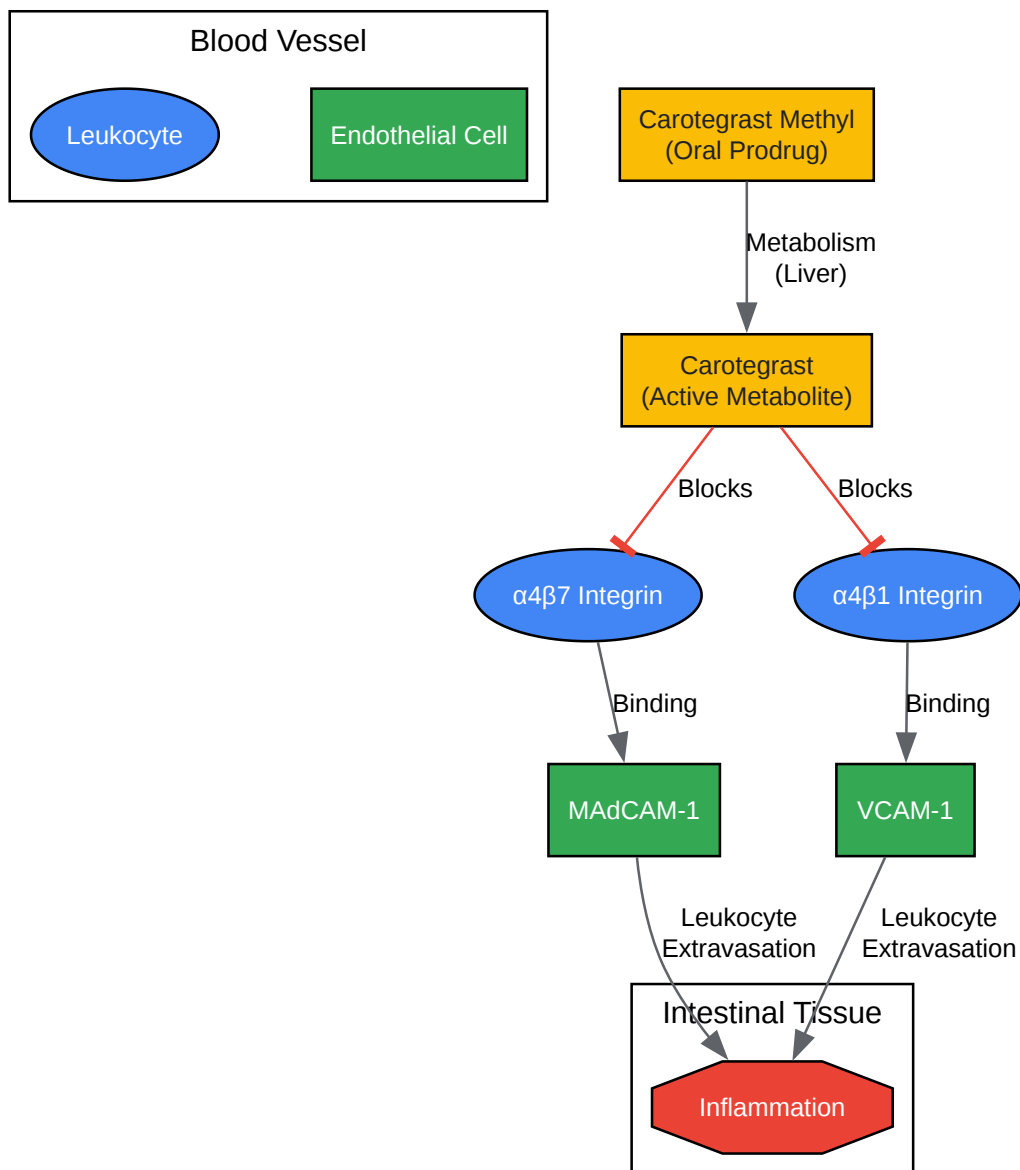 Blood Vessel
Leukocyte
Endothelial Cell
Carotegrast Methyl
(Oral Prodrug)
Metabolism
(Liver)
Carotegrast
(Active Metabolite)
Blocks
Blocks
α4β7 Integrin
α4β1 Integrin
Binding
Binding
MAdCAM-1
VCAM-1
Leukocyte
Extravasation
Leukocyte
Extravasation
Intestinal Tissue
Inflammation